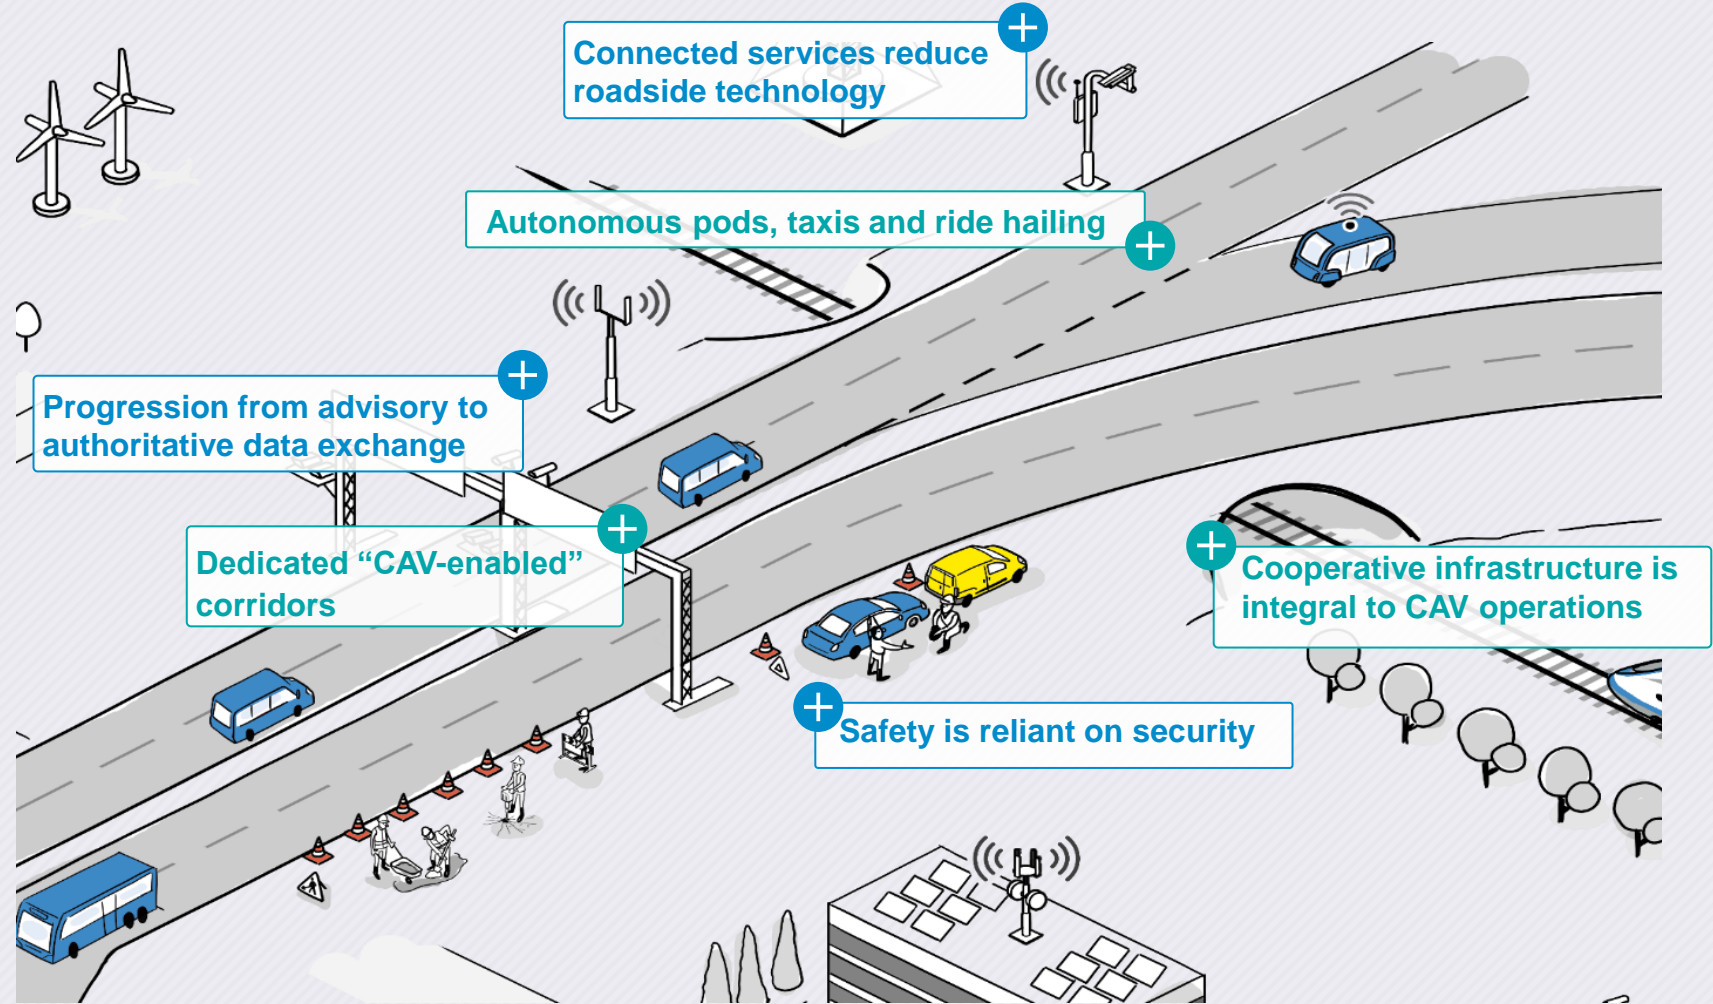 Connected services reduce
roadside technology
Autonomous pods, taxis and ride hailing
Progression from advisory to
authoritative data exchange
Dedicated “CAV-enabled”
corridors
Cooperative infrastructure is
integral to CAV operations
Safety is reliant on security